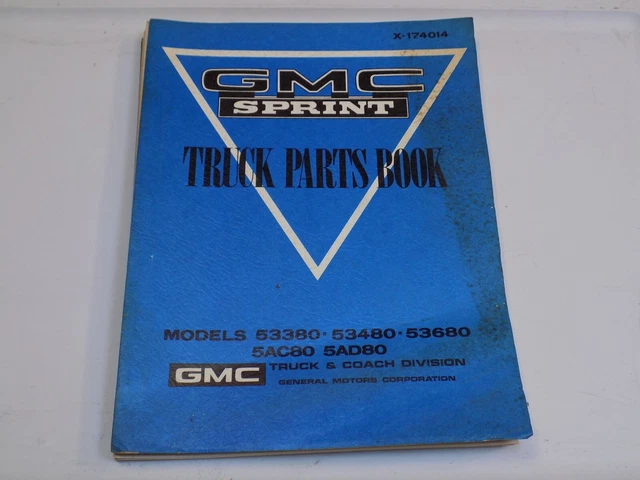 X-174014
GMC
SPRINT
TRUCK PARTS BOOK
MODELS 53380·53480·53680
5AC80 5AD80
GMC TRUCK & COACH DIVISION
GENERAL MOTORS CORPORATION